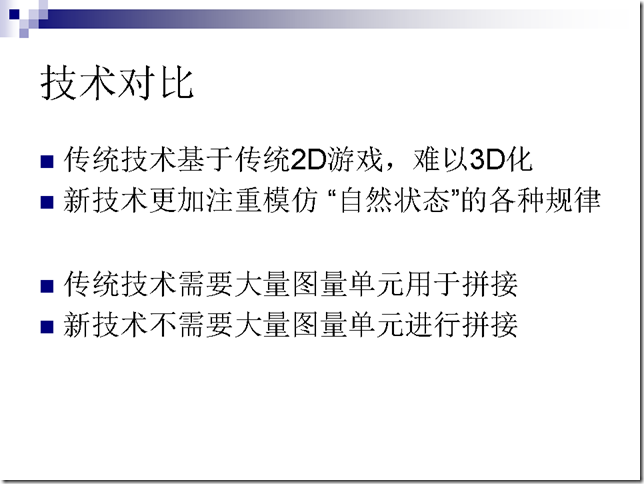 技术对比
传统技术基于传统2D游戏，难以3D化
新技术更加注重模仿 “自然状态”的各种规律
传统技术需要大量图量单元用于拼接
新技术不需要大量图量单元进行拼接